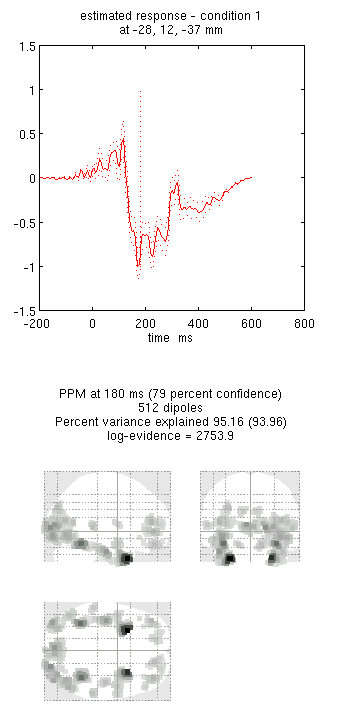 estimated response - condition 1
at -28, 12, -37 mm
1.5
1
0.5
0
-0.5
-1
-1.5
-200 0 200 400 600 800
time ms
PPM at 180 ms (79 percent confidence)
512 dipoles
Percent variance explained 95.16 (93.96)
log-evidence = 2753.9